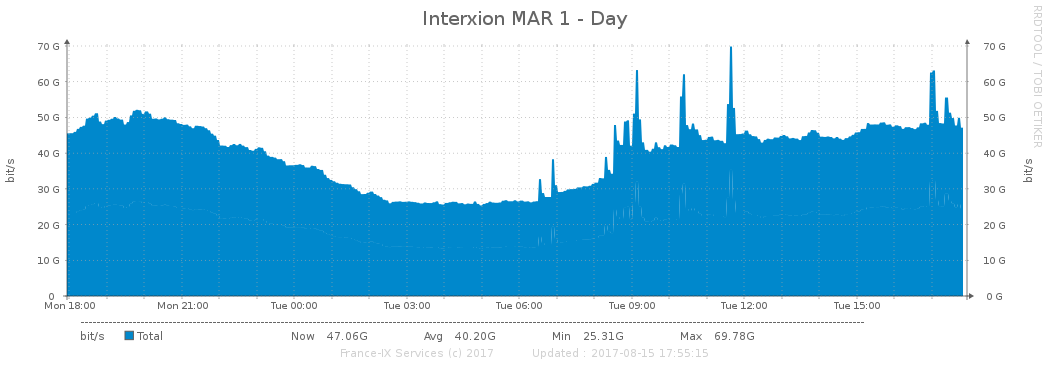 Interxion MAR 1 - Day
RRDTOOL / TOBI OETIKER
bit/s
70 G
60 G
50 G
40 G
30 G
20 G
10 G
0
70 G
60 G
50 G
40 G
30 G
20 G
10 G
0 G
bit/s
Mon 18:00 Mon 21:00 Tue 00:00 Tue 03:00 Tue 06:00 Tue 09:00 Tue 12:00 Tue 15:00
bit/s Total Now 47.06G Avg 40.20G Min 25.31G Max 69.78G
France-IX Services (c) 2017 Updated : 2017-08-15 17:55:15